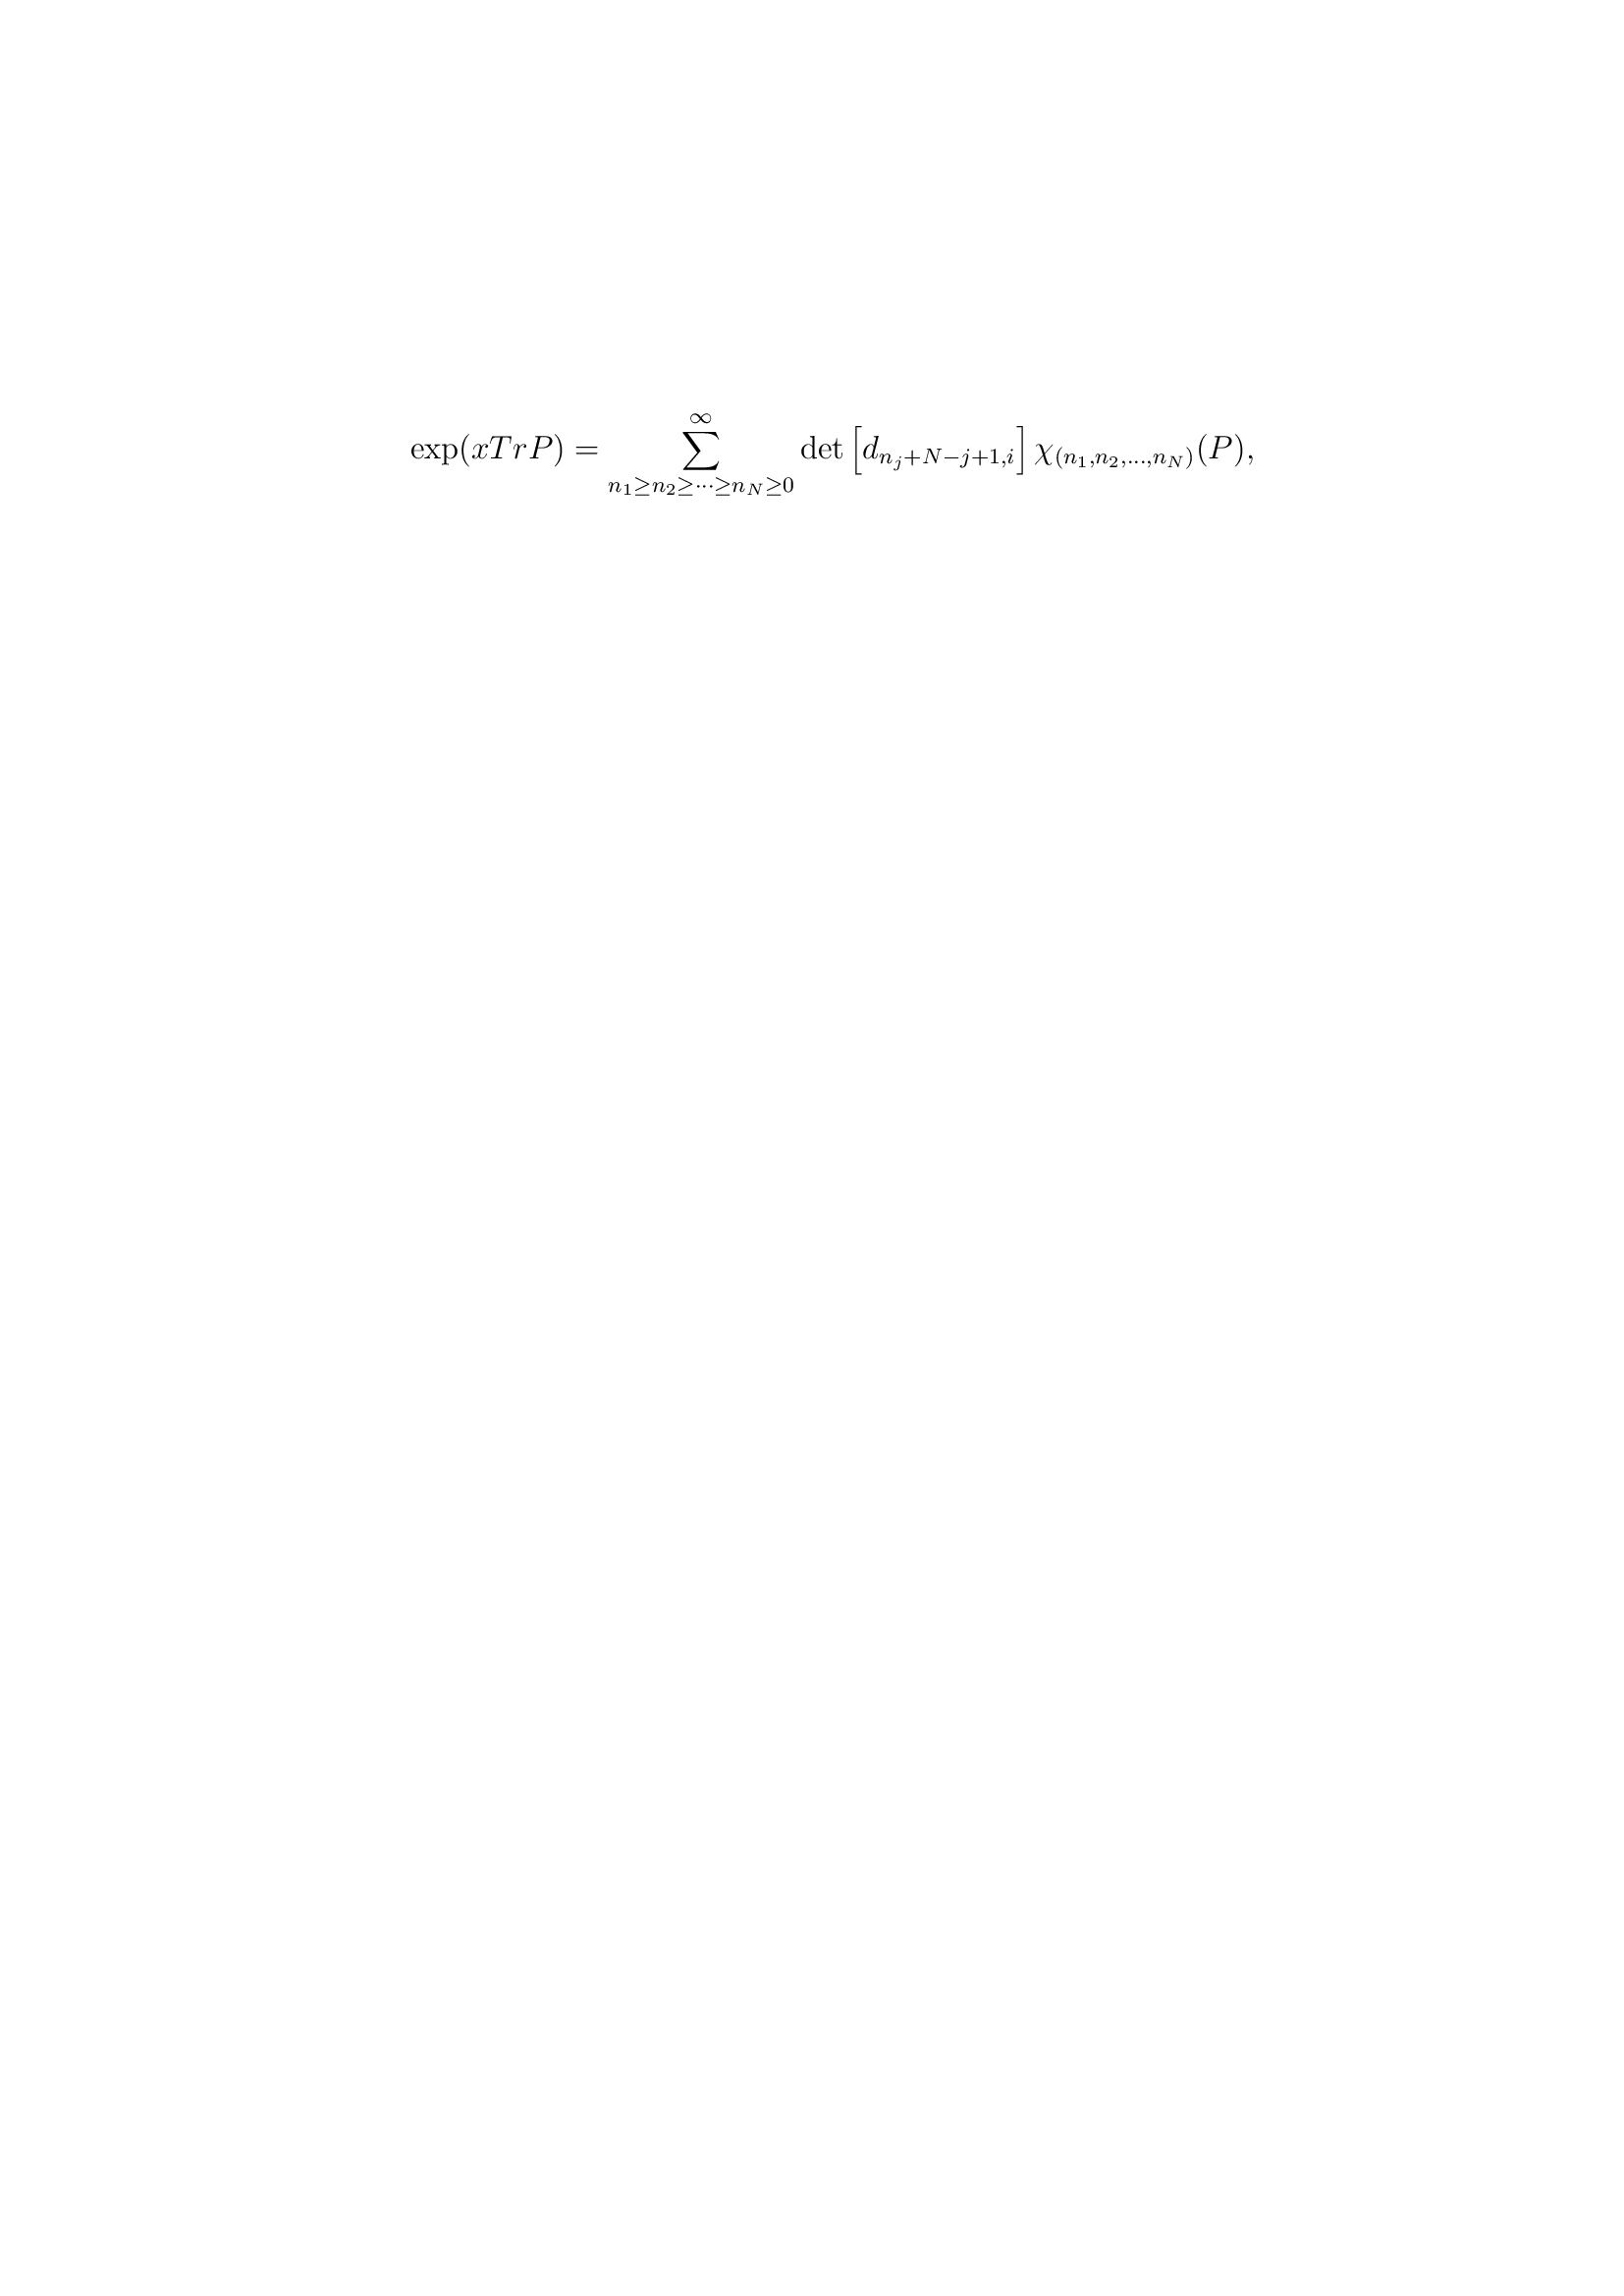 \exp(xTrP) = \sum_{n_1 \geq n_2 \geq \cdots \geq n_N \geq 0}^{\infty} \det\left[d_{n_j+N-j+1,i}\right] \chi_{(n_1,n_2,\ldots,n_N)}(P),